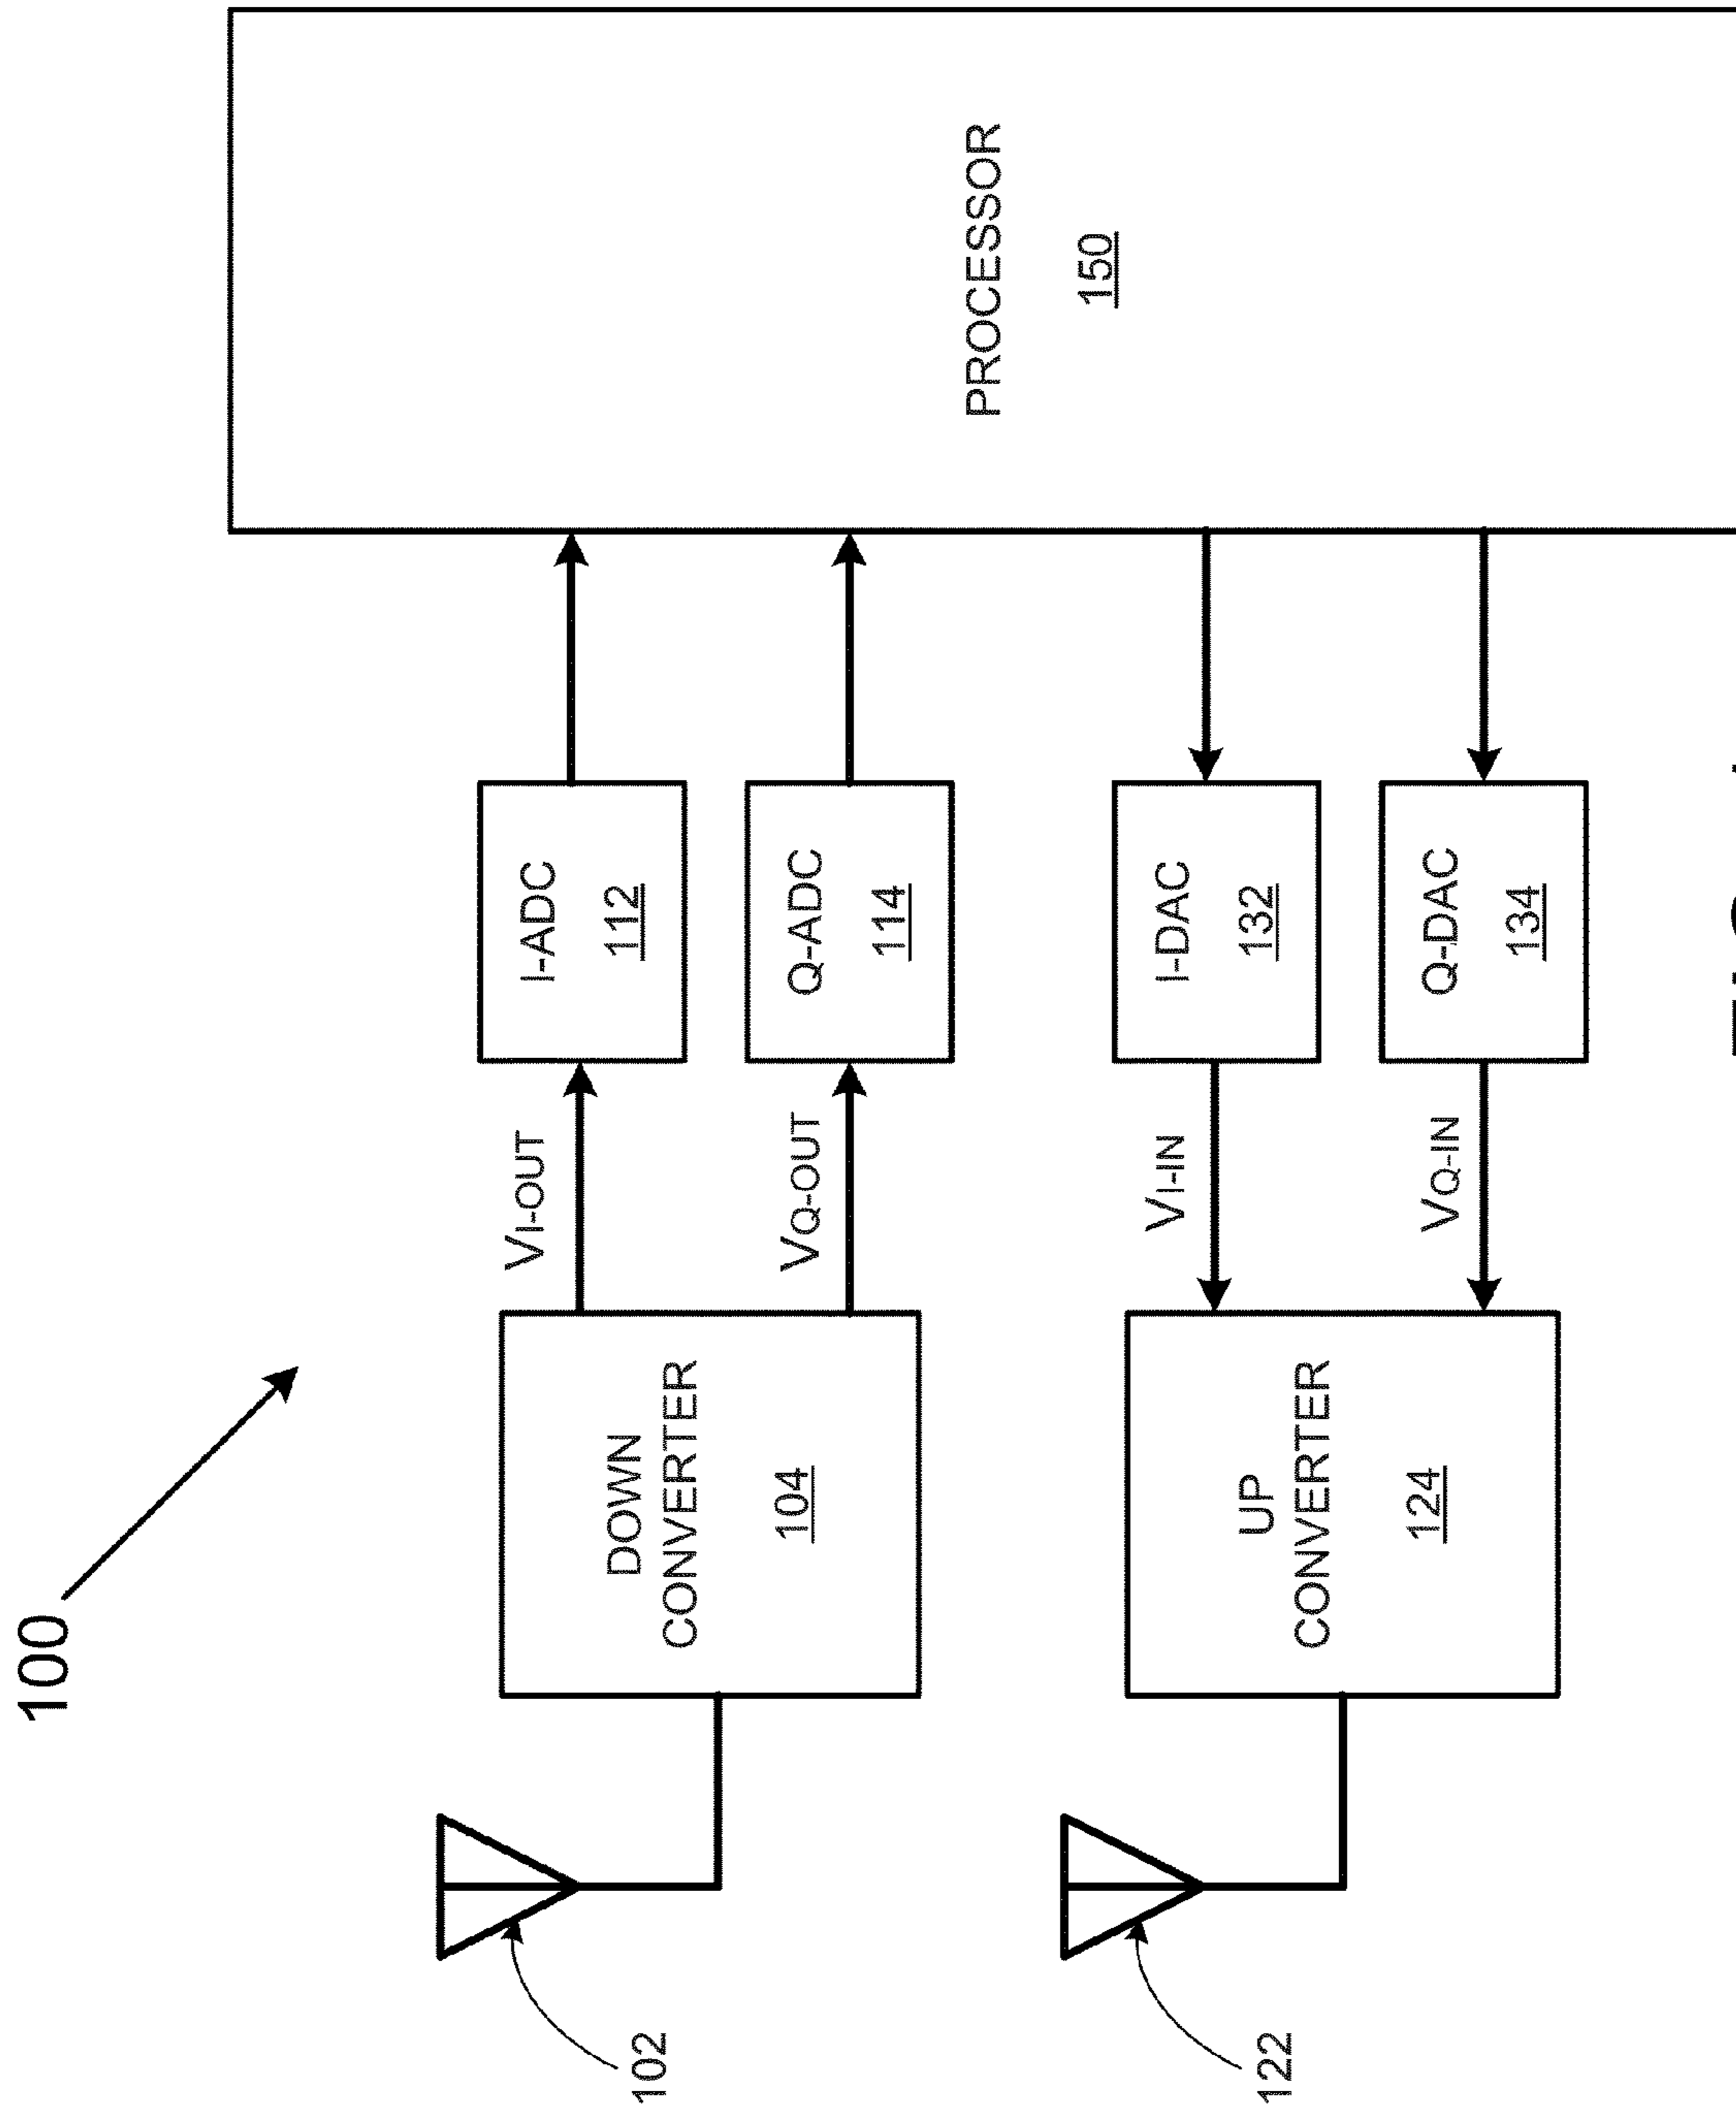 100
102
DOWN
CONVERTER
104
VI-OUT
VQ-OUT
I-ADC
112
Q-ADC
114
PROCESSOR
150
122
UP
CONVERTER
124
VI-IN
VQ-IN
I-DAC
132
Q-DAC
134